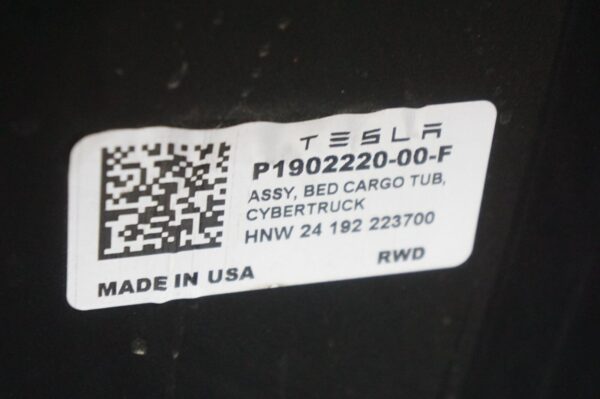 TESLA
P1902220-00-F
ASSY, BED CARGO TUB,
CYBERTRUCK
HNW 24 192 223700
RWD
MADE IN USA